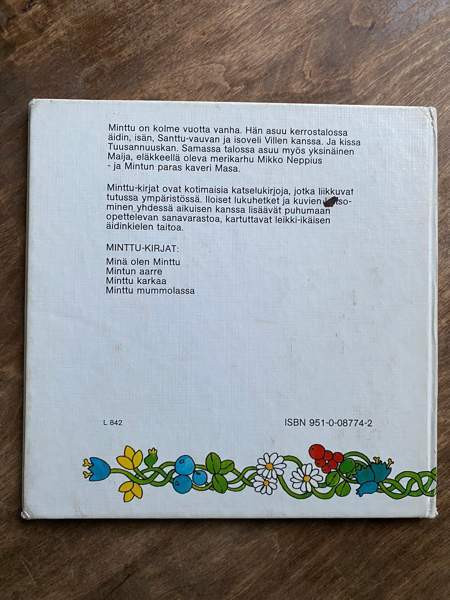 Minttu on kolme vuotta vanha. Hän asuu kerrostalossa
äidin, isän, Santtu-vauvan ja isoveli Villen kanssa. Ja kissa
Tuusannuuskan. Samassa talossa asuu myös yksinäinen
Maija, eläkkeellä oleva merikarhu Mikko Neppius
- ja Mintun paras kaveri Masa.
Minttu-kirjat ovat kotimaisia katselukirjoja, jotka liikkuvat
tutussa ympäristössä. Iloiset lukuhetket ja kuvien
minen yhdessä aikuisen kanssa lisäävät puhumaan
opettelevan sanavarastoa, kartuttavat leikki-ikäisen
äidinkielen taitoa.
MINTTU-KIRJAT:
Minä olen Minttu
Mintun aarre
Minttu karkaa
Minttu mummolassa
L 842
ISBN 951-0-08774-2